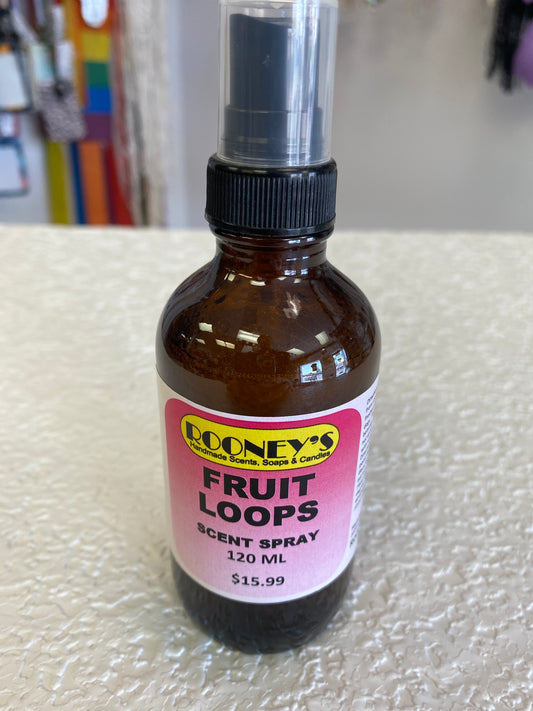 ROONEY'S
Handmade Scents, Soaps & Candles
FRUIT
LOOPS
SCENT SPRAY
120 ML
$15.99